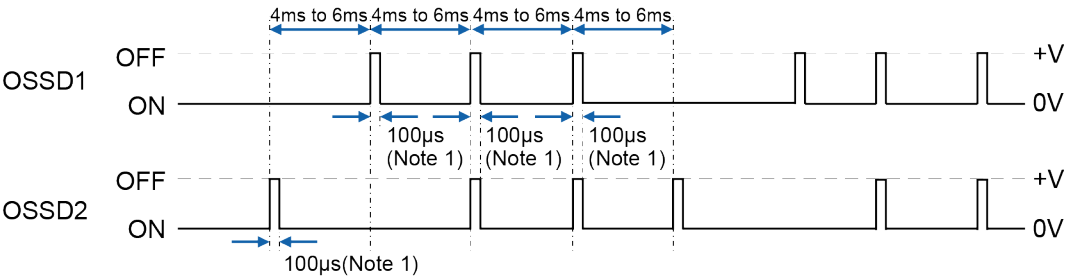 4ms to 6ms 4ms to 6ms 4ms to 6ms 4ms to 6ms
OFF +V
OSSD1
ON 0V
100µs 100µs 100µs
(Note 1) (Note 1) (Note 1)
OFF +V
OSSD2
ON 0V
100µs(Note 1)